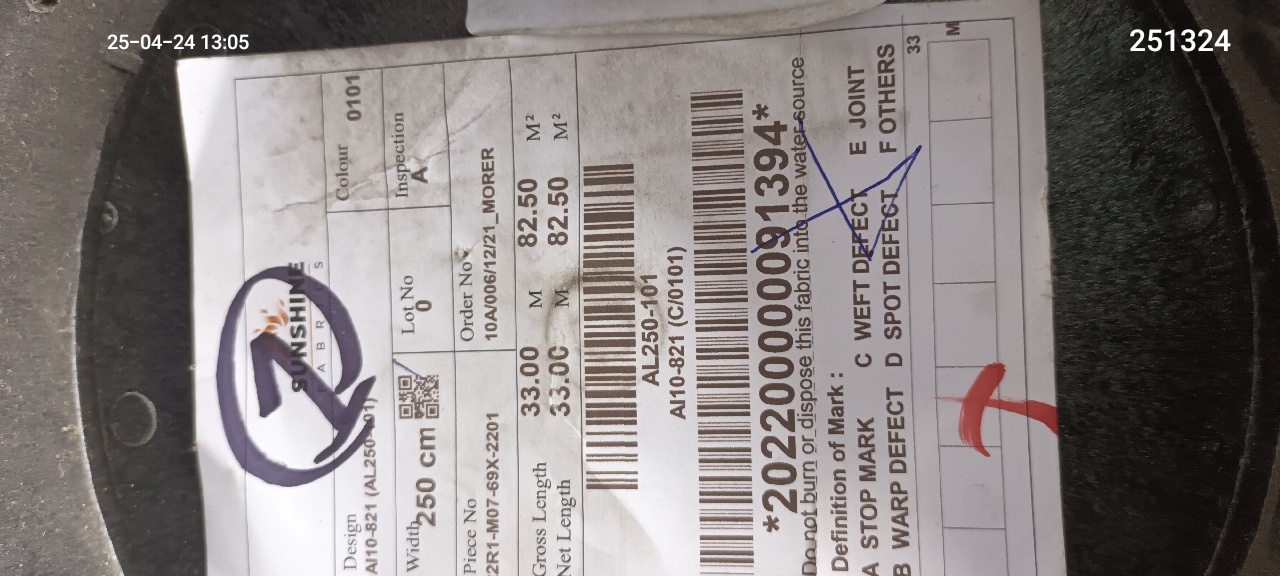 25-04-24 13:05
251324
SUNSHINE
F A B R I C S
Design
AI10-821 (AL250-101)
Colour
0101
Width
250 cm
Lot No
0
Inspection
A
Piece No
2R1-M07-69X-2201
Order No
10A/006/12/21_MORER
Gross Length 33.00 M 82.50 M²
Net Length 33.00 M 82.50 M²
AL250-101
AI10-821 (C/0101)
*20220000091394*
Do not burn or dispose this fabric into the water source
Definition of Mark :
A STOP MARK C WEFT DEFECT E JOINT
B WARP DEFECT D SPOT DEFECT F OTHERS
33
M